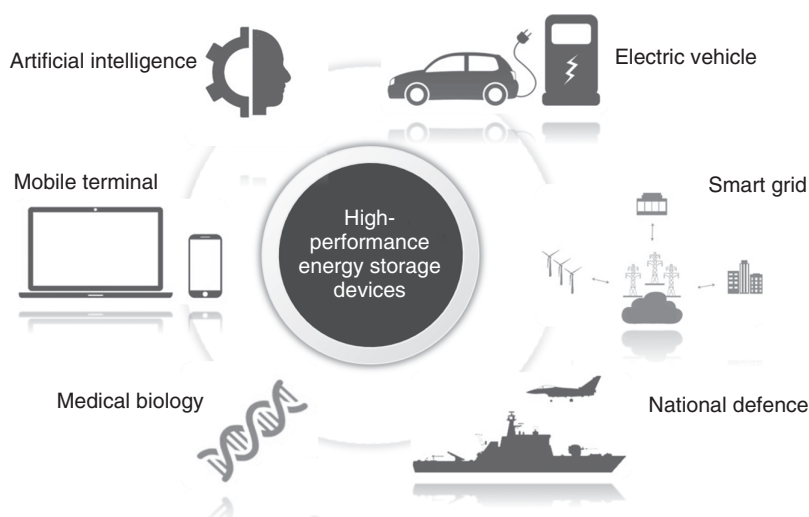 Artificial intelligence
Electric vehicle
Mobile terminal
Smart grid
High-
performance
energy storage
devices
Medical biology
National defence